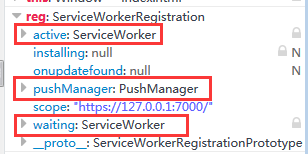 reg: ServiceWorkerRegistration
active: ServiceWorker
installing: null N
onupdatefound: null N
pushManager: PushManager
scope: "https://127.0.0.1:7000/"
waiting: ServiceWorker
__proto__: ServiceWorkerRegistrationPrototype